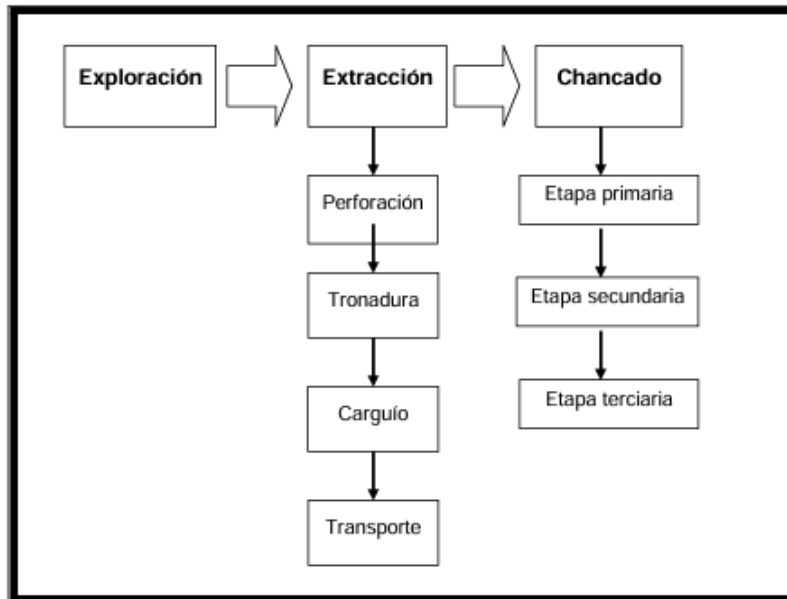 Exploración
Extracción
Chancado
Perforación
Tronadura
Carguío
Transporte
Etapa primaria
Etapa secundaria
Etapa terciaria